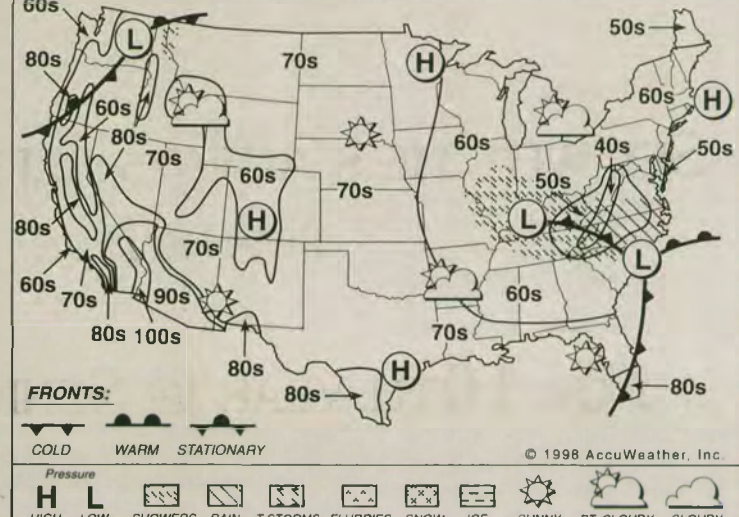 60s
L
50s
70s
H
80s
60s
H
60s
80s
60s
40s
50s
70s
60s
50s
70s
H
L
80s
70s
L
60s
70s
90s
60s
80s 100s
70s
80s
80s
H
80s
FRONTS:
COLD WARM STATIONARY
© 1998 AccuWeather, Inc.
Pressure
H L
HIGH LOW SHOWERS RAIN T-STORMS FLURRIES SNOW ICE SUNNY PT. CLOUDY CLOUDY